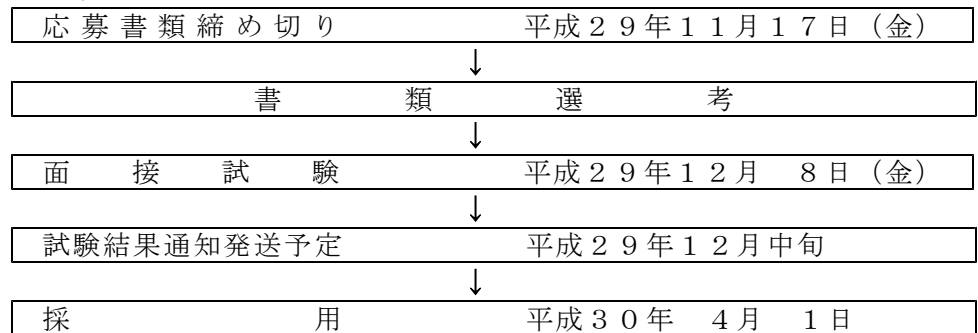 応募書類締め切り　平成２９年１１月１７日（金）
↓
書類選考
↓
面接試験　平成２９年１２月　８日（金）
↓
試験結果通知発送予定　平成２９年１２月中旬
↓
採用　平成３０年　４月　１日